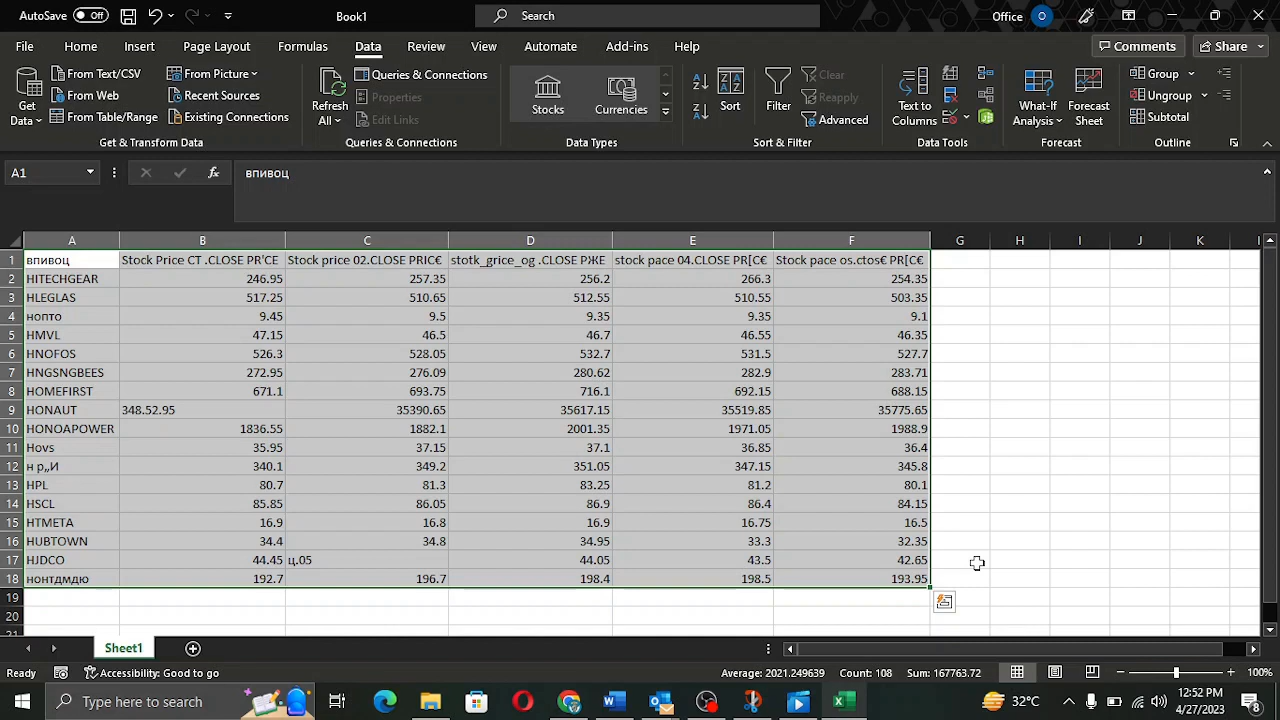 AutoSave Off Book1 Search Office O
File Home Insert Page Layout Formulas Data Review View Automate Add-ins Help Comments Share
Get Data From Text/CSV From Web From Table/Range From Picture Recent Sources Existing Connections
Refresh All Queries & Connections Properties Edit Links
Stocks Currencies
Sort Filter Clear Reapply Advanced
Text to Columns
What-If Analysis Forecast Sheet
Group Ungroup Subtotal
Get & Transform Data Queries & Connections Data Types Sort & Filter Data Tools Forecast Outline
A1 fx впивоц
A B C D E F G H I J K
1 впивоц Stock Price CT .CLOSE PR'CE Stock price 02.CLOSE PRIC€ stotk_grice_og .CLOSE PЖЕ stock pace 04.CLOSE PR[C€ Stock pace os.ctos€ PR[C€
2 HITECHGEAR 246.95 257.35 256.2 266.3 254.35
3 HLEGLAS 517.25 510.65 512.55 510.55 503.35
4 нопто 9.45 9.5 9.35 9.35 9.1
5 HMVL 47.15 46.5 46.7 46.55 46.35
6 HNOFOS 526.3 528.05 532.7 531.5 527.7
7 HNGSNGBEES 272.95 276.09 280.62 282.9 283.71
8 HOMEFIRST 671.1 693.75 716.1 692.15 688.15
9 HONAUT 348.52.95 35390.65 35617.15 35519.85 35775.65
10 HONOAPOWER 1836.55 1882.1 2001.35 1971.05 1988.9
11 Hovs 35.95 37.15 37.1 36.85 36.4
12 н р„И 340.1 349.2 351.05 347.15 345.8
13 HPL 80.7 81.3 83.25 81.2 80.1
14 HSCL 85.85 86.05 86.9 86.4 84.15
15 HTMETA 16.9 16.8 16.9 16.75 16.5
16 HUBTOWN 34.4 34.8 34.95 33.3 32.35
17 HJDCO 44.45 ц.05 44.05 43.5 42.65
18 нонтдмдю 192.7 196.7 198.4 198.5 193.95
19
20
Sheet1
Ready Accessibility: Good to go Average: 2021.249639 Count: 108 Sum: 167763.72 100%
Type here to search 32°C 12:52 PM
4/27/2023 8